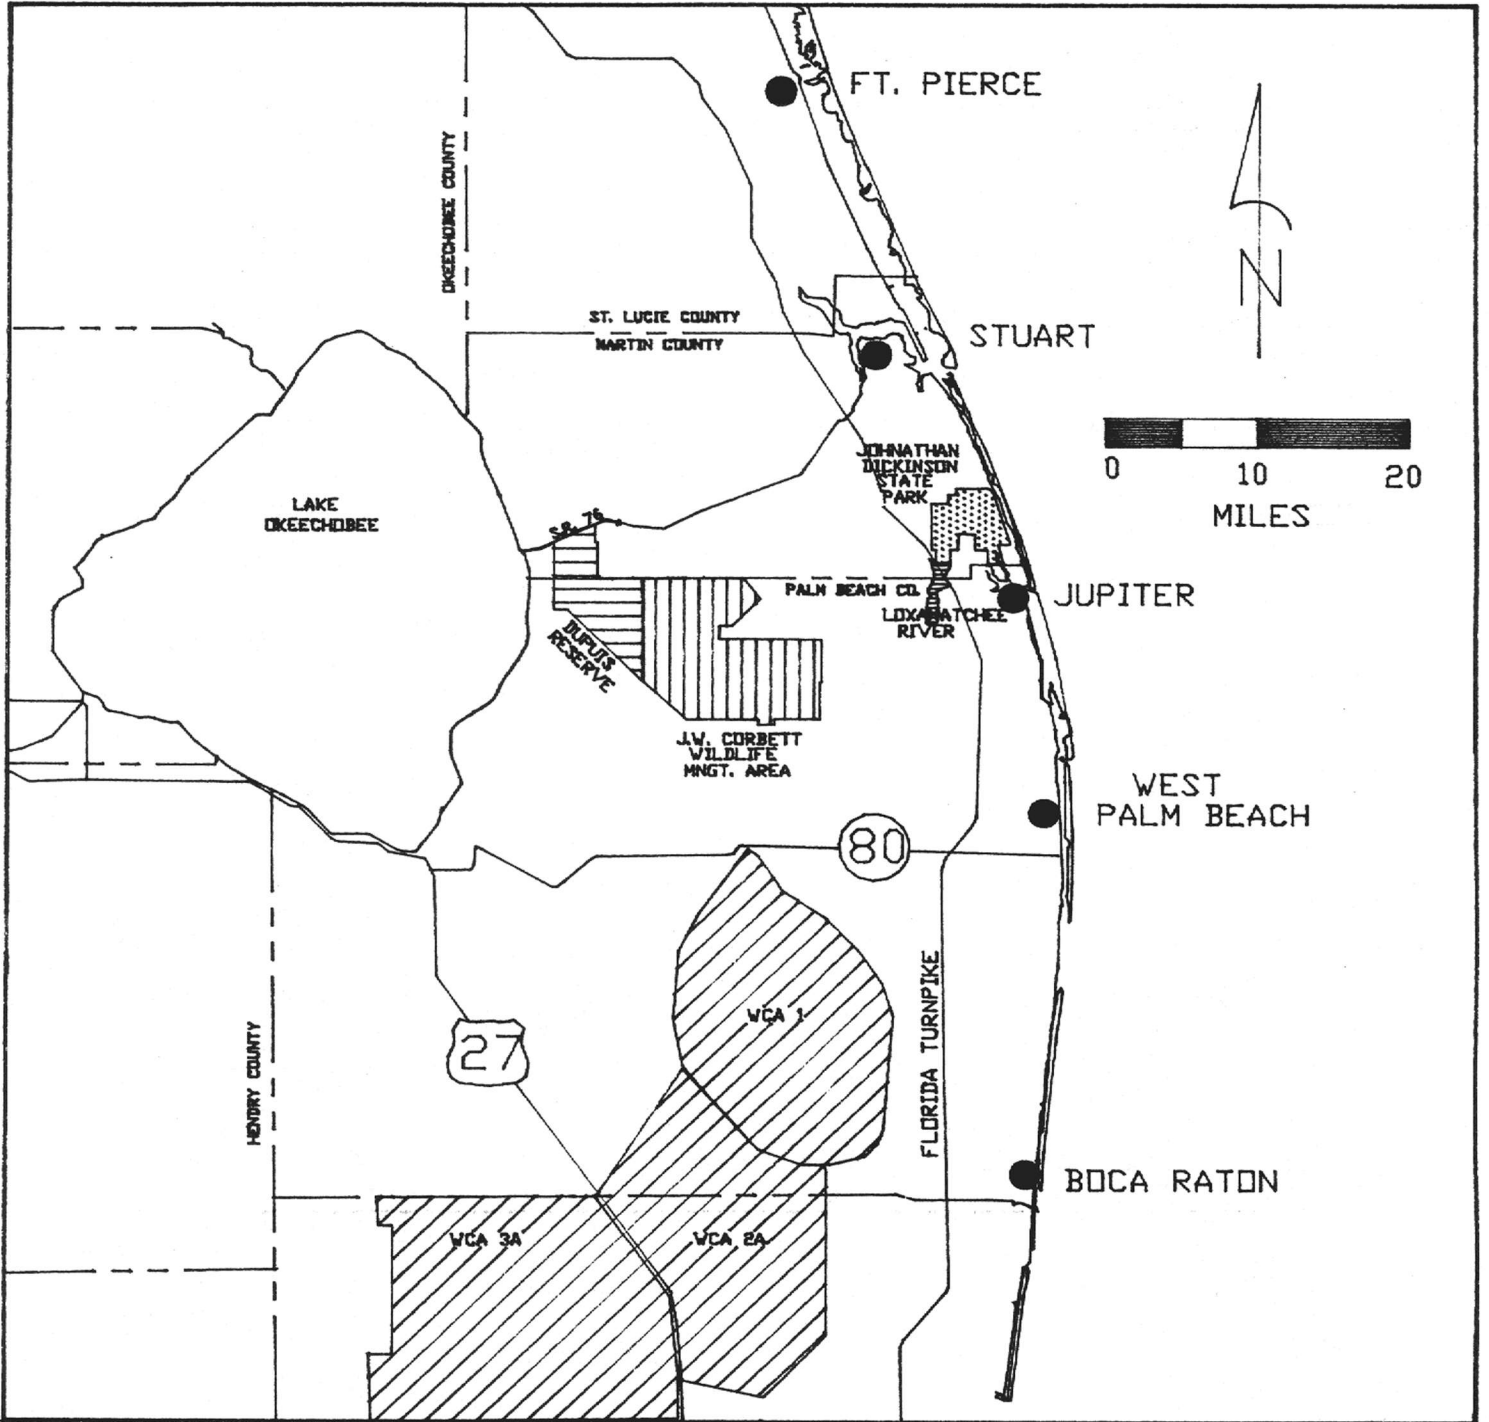 FT. PIERCE
OKEECHOBEE COUNTY
N
ST. LUCIE COUNTY
MARTIN COUNTY
STUART
0 10 20
MILES
JOHNATHAN
DICKINSON
STATE
PARK
LAKE
OKEECHOBEE
S.R. 76
PALM BEACH CO.
JUPITER
LOXAHATCHEE
RIVER
DUPUIS
RESERVE
J.W. CORBETT
WILDLIFE
MNGT. AREA
WEST
PALM BEACH
80
WCA 1
FLORIDA TURNPIKE
27
HENDRY COUNTY
BOCA RATON
WCA 3A
WCA 2A